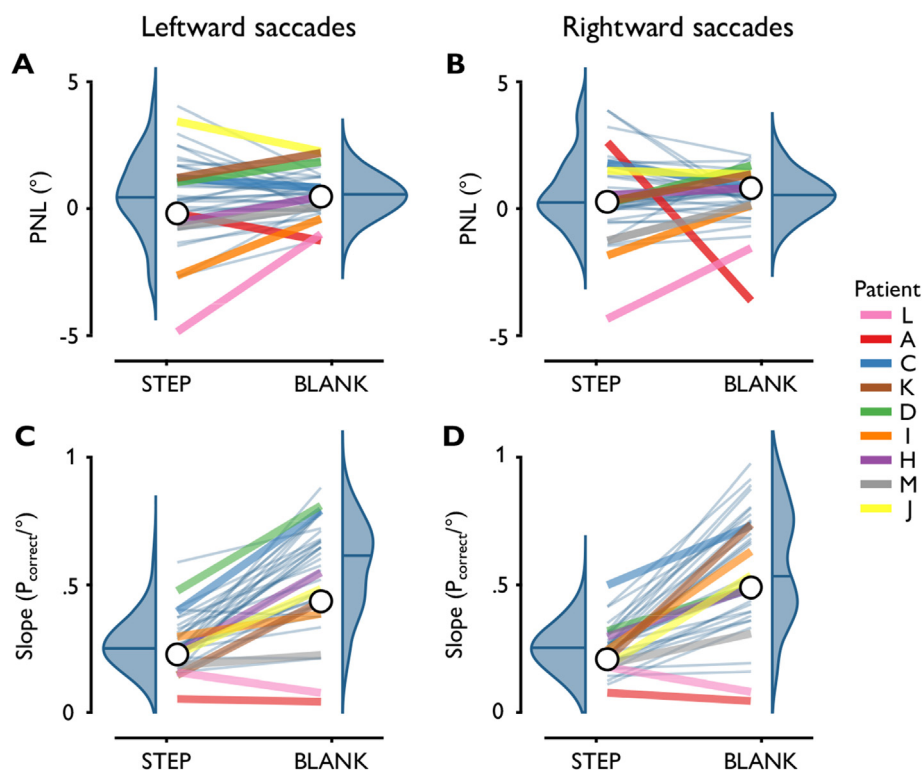 Leftward saccades
Rightward saccades
A
B
5
0
-5
PNL (°)
STEP
BLANK
5
0
-5
PNL (°)
STEP
BLANK
Patient
L
A
C
K
D
I
H
M
J
C
D
1
.5
0
Slope (Pcorrect/°)
STEP
BLANK
1
.5
0
Slope (Pcorrect/°)
STEP
BLANK